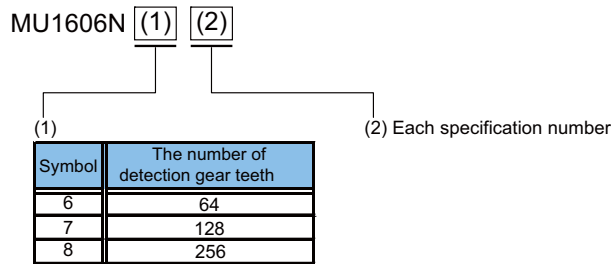 MU1606N (1) (2)
(1)
(2) Each specification number
Symbol The number of detection gear teeth
6 64
7 128
8 256